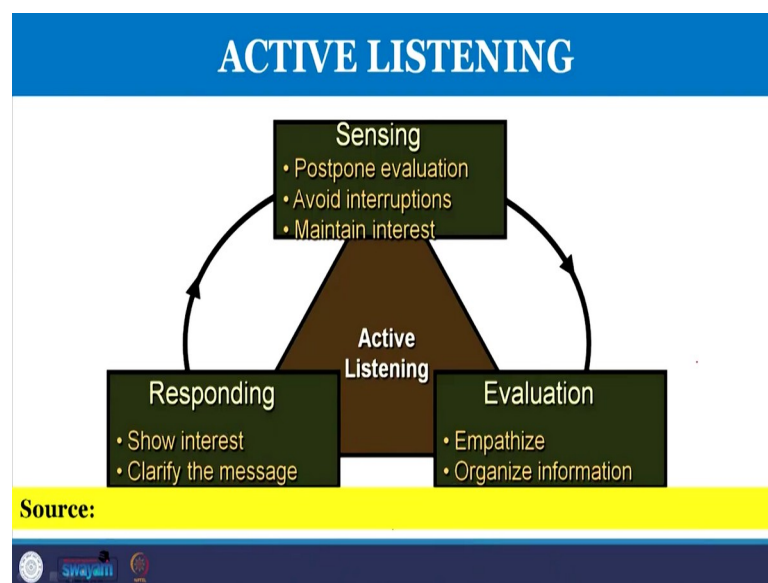 ACTIVE LISTENING
Sensing
• Postpone evaluation
• Avoid interruptions
• Maintain interest
Active
Listening
Responding
• Show interest
• Clarify the message
Evaluation
• Empathize
• Organize information
Source:
swayam